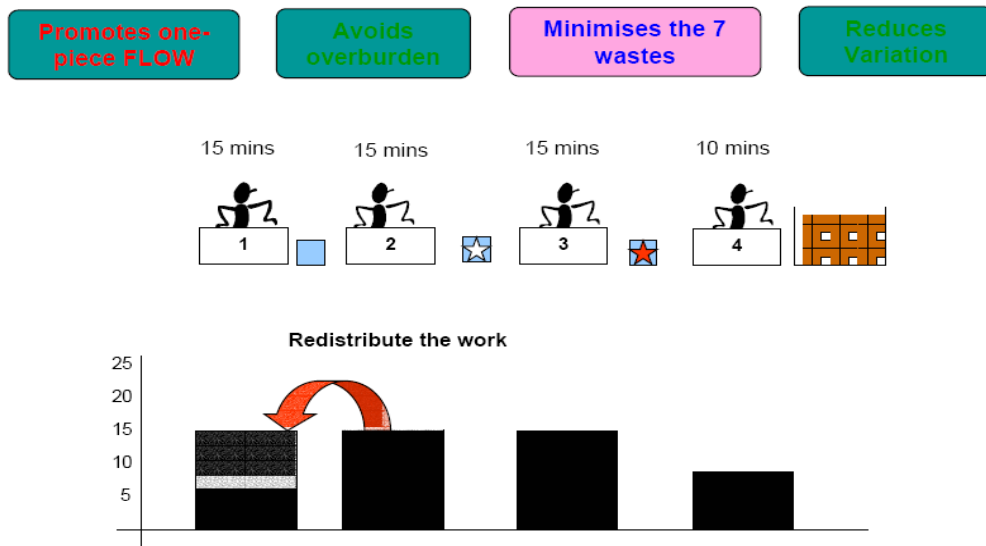 Promotes one-
piece FLOW
Avoids
overburden
Minimises the 7
wastes
Reduces
Variation
15 mins
15 mins
15 mins
10 mins
1
2
3
4
Redistribute the work
25
20
15
10
5